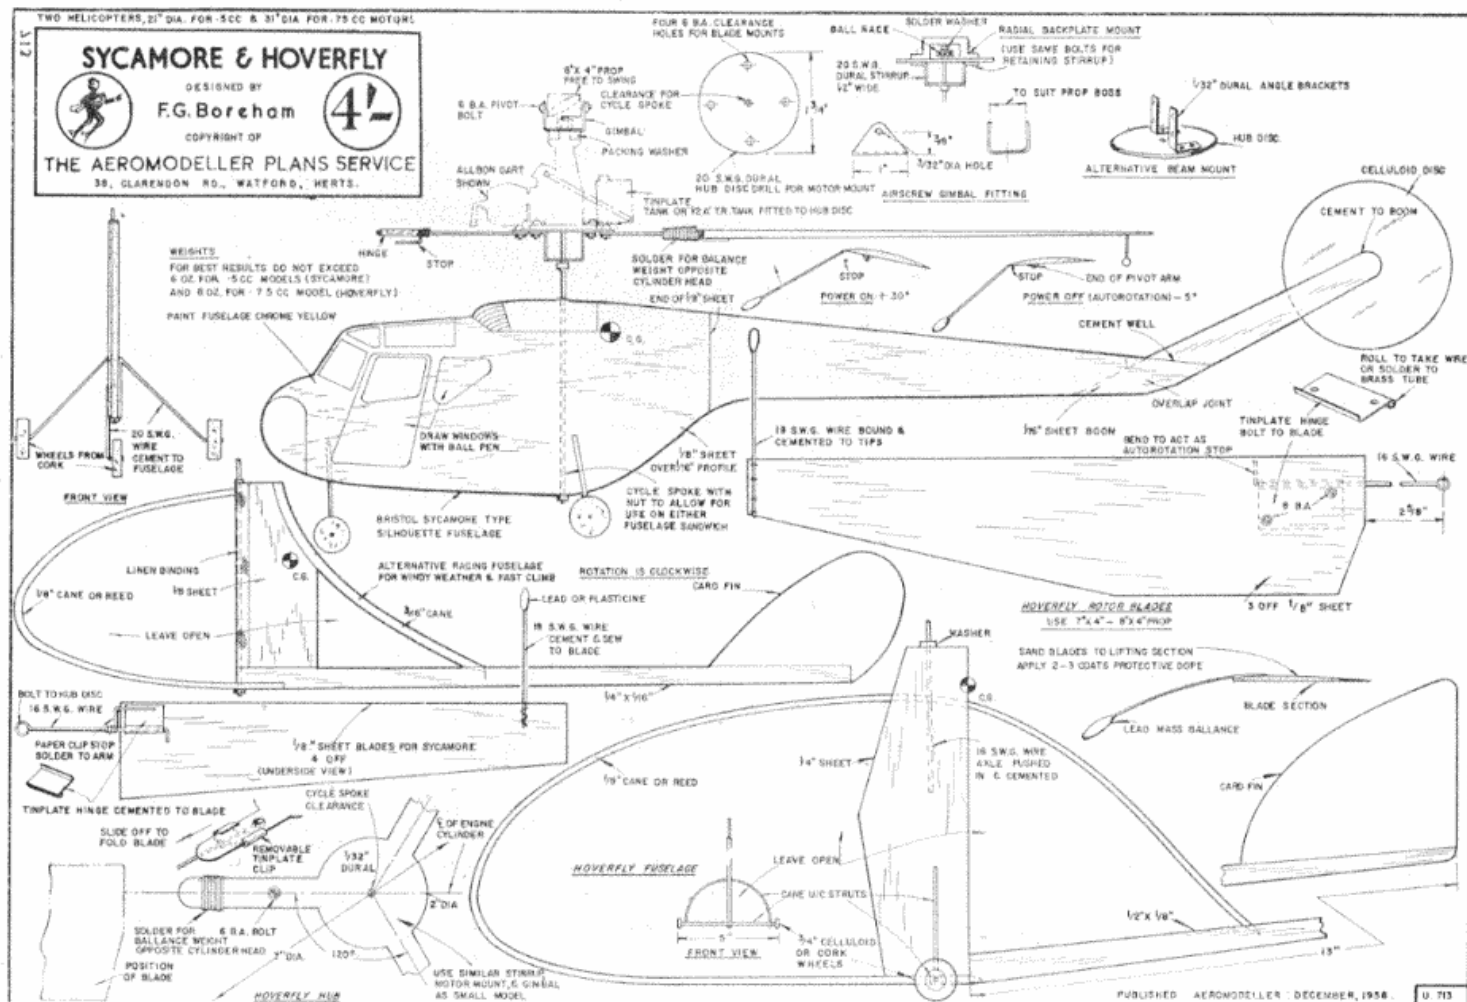 TWO HELICOPTERS, 21" DIA. FOR .5CC & 31" DIA FOR .75CC MOTORS
713
SYCAMORE & HOVERFLY
DESIGNED BY
F.G.Boreham
COPYRIGHT OF
4/-
THE AEROMODELLER PLANS SERVICE
38, CLARENDON RD., WATFORD, HERTS.
8"X 4" PROP
FREE TO SWING
6 B.A. PIVOT
BOLT
GIMBAL
PACKING WASHER
ALLBON DART
SHOWN
TINPLATE
TANK OR TANK FITTED TO HUB DISC
FOUR 6 B.A. CLEARANCE
HOLES FOR BLADE MOUNTS
CLEARANCE FOR
CYCLE SPOKE
1 3/4"
20 S.W.G. DURAL
HUB DISC DRILL FOR MOTOR MOUNT
BALL RACE
SOLDER WASHER
RADIAL BACKPLATE MOUNT
(USE SAME BOLTS FOR
RETAINING STIRRUP)
20 S.W.G.
DURAL STIRRUP
1/2" WIDE
TO SUIT PROP BOSS
3/8"
3/32" DIA HOLE
1"
AIRSCREW GIMBAL FITTING
1/32" DURAL ANGLE BRACKETS
HUB DISC.
ALTERNATIVE BEAM MOUNT
CELLULOID DISC
CEMENT TO BOOM
HINGE
STOP
SOLDER FOR BALANCE
WEIGHT OPPOSITE
CYLINDER HEAD
END OF 1/8" SHEET
STOP
POWER ON + 30°
STOP
END OF PIVOT ARM
POWER OFF (AUTOROTATION) - 5°
WEIGHTS
FOR BEST RESULTS DO NOT EXCEED
6 OZ. FOR .5CC MODELS (SYCAMORE)
AND 8 OZ. FOR .75 CC MODEL (HOVERFLY)
PAINT FUSELAGE CHROME YELLOW
C.G.
CEMENT WELL
OVERLAP JOINT
1/16" SHEET BOOM
ROLL TO TAKE WIRE
OR SOLDER TO
BRASS TUBE
TINPLATE HINGE
BOLT TO BLADE
BEND TO ACT AS
AUTOROTATION STOP
16 S.W.G. WIRE
8 B.A.
2 5/8"
20 S.W.G.
WIRE
CEMENT TO
FUSELAGE
WHEELS FROM
CORK
FRONT VIEW
DRAW WINDOWS
WITH BALL PEN
1/8" SHEET
OVER 1/16" PROFILE
18 S.W.G. WIRE BOUND &
CEMENTED TO TIPS
CYCLE SPOKE WITH
NUT TO ALLOW FOR
USE ON EITHER
FUSELAGE SANDWICH
BRISTOL SYCAMORE TYPE
SILHOUETTE FUSELAGE
3 OFF 1/8" SHEET
HOVERFLY ROTOR BLADES
USE 7"X 4" - 8"X 4" PROP
LINEN BINDING
1/8 SHEET
C.G.
ALTERNATIVE RACING FUSELAGE
FOR WINDY WEATHER & FAST CLIMB
ROTATION IS CLOCKWISE
CARD FIN
1/8" CANE OR REED
LEAVE OPEN
3/16" CANE
LEAD OR PLASTICINE
18 S.W.G. WIRE
CEMENT & SEW
TO BLADE
1/4" X 1/16"
BOLT TO HUB DISC
16 S.W.G. WIRE
PAPER CLIP STOP
SOLDER TO ARM
1/8" SHEET BLADES FOR SYCAMORE
4 OFF
(UNDERSIDE VIEW)
TINPLATE HINGE CEMENTED TO BLADE
WASHER
SAND BLADES TO LIFTING SECTION
APPLY 2-3 COATS PROTECTIVE DOPE
C.G.
BLADE SECTION
LEAD MASS BALLANCE
1/4" SHEET
16 S.W.G. WIRE
AXLE PUSHED
IN & CEMENTED
1/8" CANE OR REED
CARD FIN
CYCLE SPOKE
CLEARANCE
SLIDE OFF TO
FOLD BLADE
REMOVABLE
TINPLATE
CLIP
1/32"
DURAL
℄ OF ENGINE
CYLINDER
2" DIA
SOLDER FOR
BALLANCE WEIGHT
OPPOSITE CYLINDER HEAD
6 B.A. BOLT
7" DIA.
120°
POSITION
OF BLADE
USE SIMILAR STIRRUP
MOTOR MOUNT, & GIMBAL
AS SMALL MODEL
HOVERFLY HUB
HOVERFLY FUSELAGE
LEAVE OPEN
CANE U/C STRUTS
5"
FRONT VIEW
3/4" CELLULOID
OR CORK
WHEELS
1/2" X 1/8"
13"
PUBLISHED AEROMODELLER DECEMBER, 1958.
U. 713